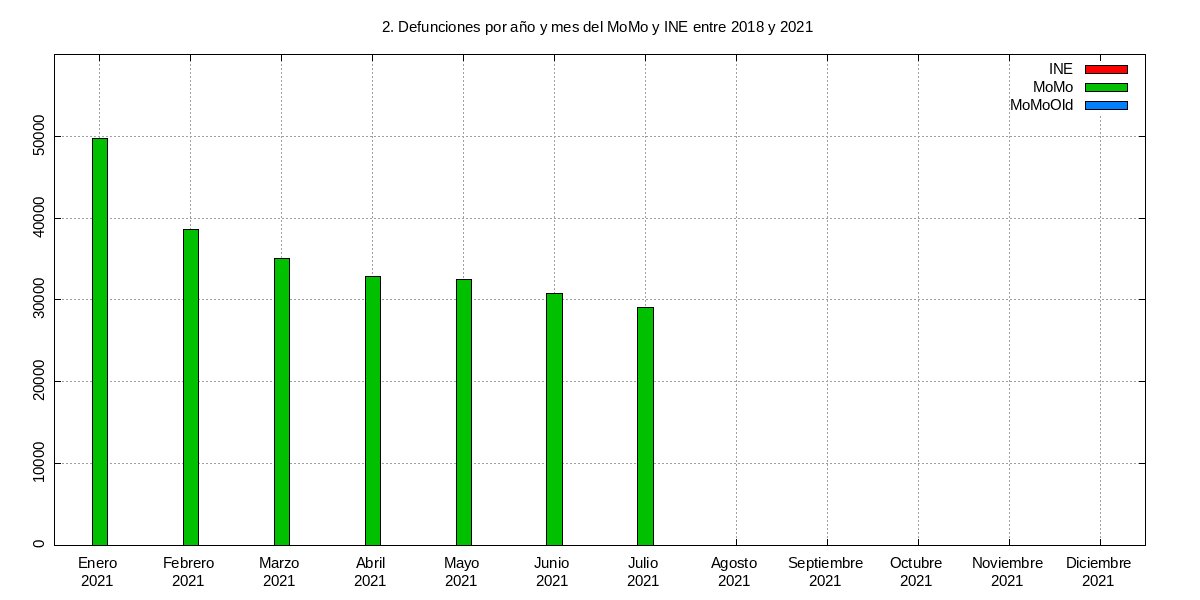 2. Defunciones por año y mes del MoMo y INE entre 2018 y 2021
INE
MoMo
MoMoOld
50000
40000
30000
20000
10000
0
Enero Febrero Marzo Abril Mayo Junio Julio Agosto Septiembre Octubre Noviembre Diciembre
2021 2021 2021 2021 2021 2021 2021 2021 2021 2021 2021 2021